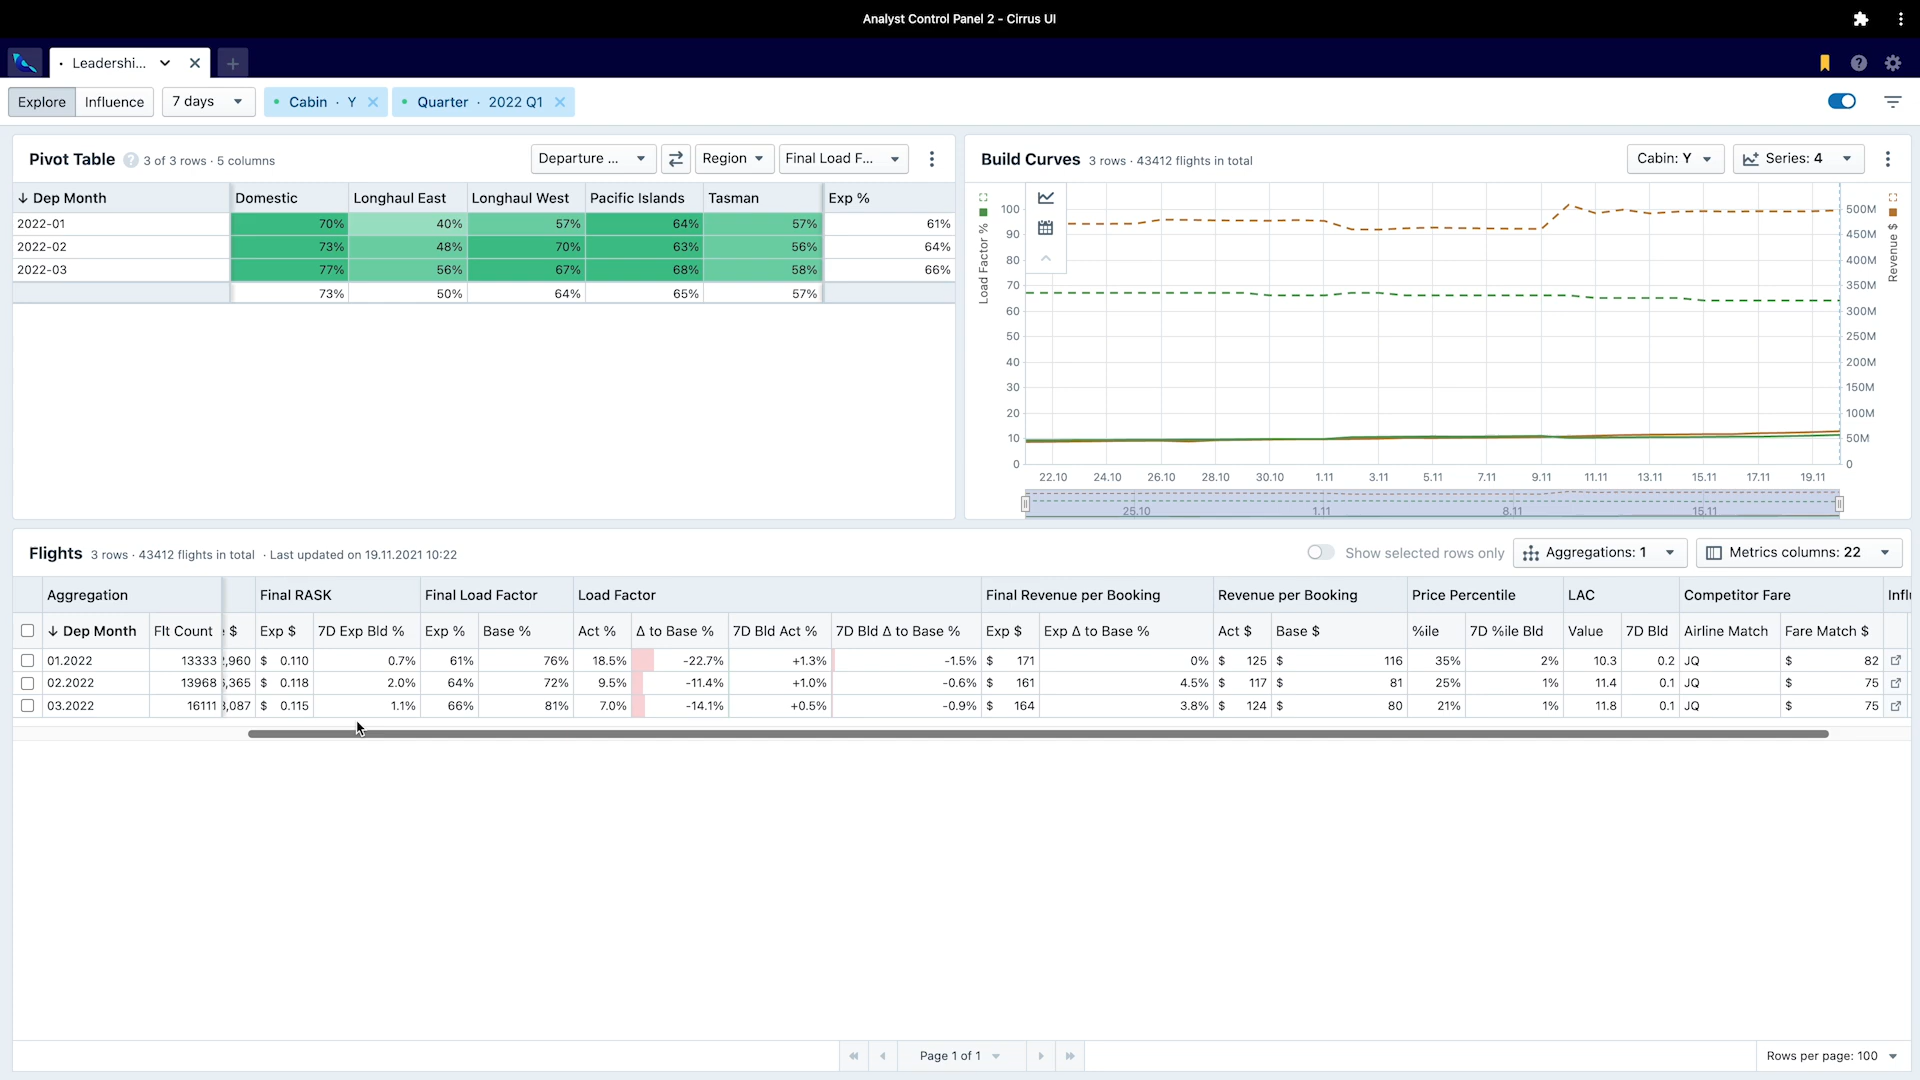 Analyst Control Panel 2 - Cirrus UI
Leadershi...
Explore Influence 7 days Cabin · Y Quarter · 2022 Q1
Pivot Table 3 of 3 rows · 5 columns Departure ... Region Final Load F...
Dep Month Domestic Longhaul East Longhaul West Pacific Islands Tasman Exp %
2022-01 70% 40% 57% 64% 57% 61%
2022-02 73% 48% 70% 63% 56% 64%
2022-03 77% 56% 67% 68% 58% 66%
73% 50% 64% 65% 57%
Build Curves 3 rows · 43412 flights in total Cabin: Y Series: 4
Load Factor %
100
90
80
70
60
50
40
30
20
10
0
500M
450M
400M
350M
300M
250M
200M
150M
100M
50M
0
Revenue $
22.10 24.10 26.10 28.10 30.10 1.11 3.11 5.11 7.11 9.11 11.11 13.11 15.11 17.11 19.11
25.10 1.11 8.11 15.11
Flights 3 rows · 43412 flights in total · Last updated on 19.11.2021 10:22 Show selected rows only Aggregations: 1 Metrics columns: 22
Aggregation Final RASK Final Load Factor Load Factor Final Revenue per Booking Revenue per Booking Price Percentile LAC Competitor Fare Infl
Dep Month Flt Count $ Exp $ 7D Exp Bld % Exp % Base % Act % Δ to Base % 7D Bld Act % 7D Bld Δ to Base % Exp $ Exp Δ to Base % Act $ Base $ %ile 7D %ile Bld Value 7D Bld Airline Match Fare Match $
01.2022 13333 ,960 $ 0.110 0.7% 61% 76% 18.5% -22.7% +1.3% -1.5% $ 171 0% $ 125 $ 116 35% 2% 10.3 0.2 JQ $ 82
02.2022 13968 ,365 $ 0.118 2.0% 64% 72% 9.5% -11.4% +1.0% -0.6% $ 161 4.5% $ 117 $ 81 25% 1% 11.4 0.1 JQ $ 75
03.2022 16111 ,087 $ 0.115 1.1% 66% 81% 7.0% -14.1% +0.5% -0.9% $ 164 3.8% $ 124 $ 80 21% 1% 11.8 0.1 JQ $ 75
Page 1 of 1
Rows per page: 100